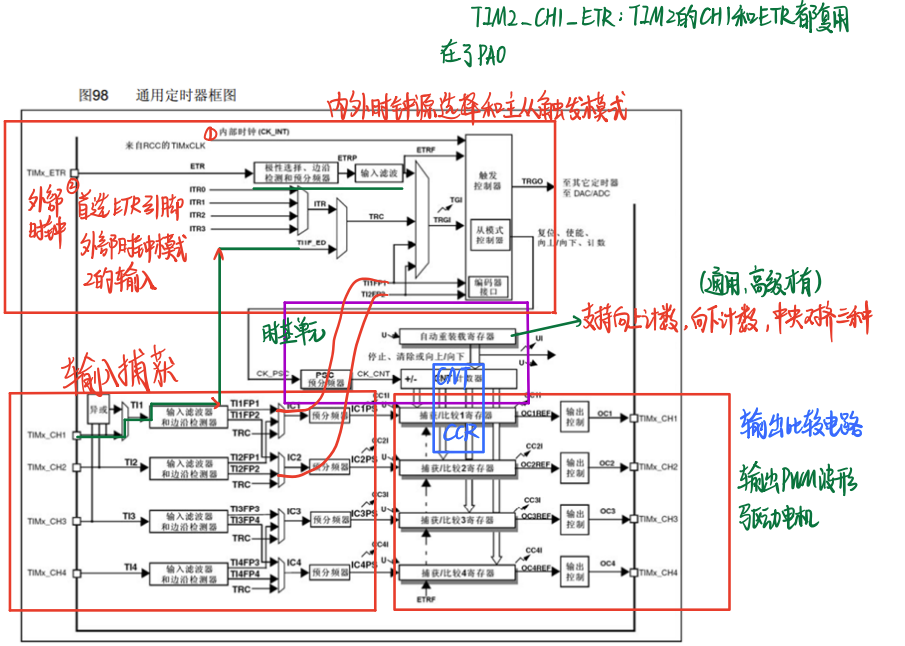 TIM2_CH1_ETR：TIM2的CH1和ETR都复用
在了PA0
图98 通用定时器框图
内外时钟源选择和主从触发模式
① 内部时钟 (CK_INT)
来自RCC的TIMxCLK
TIMx_ETR
ETR
极性选择、边沿
检测和预分频器
ETRP
输入滤波
ETRF
触发
控制器
TRGO
至其它定时器
至 DAC/ADC
外部
时钟
②
首选ETR引脚
外部时钟模式
2的输入
ITR0
ITR1
ITR2
ITR3
ITR
TRC
TGI
TRGI
从模式
控制器
复位、使能、
向上/向下、计数
TI1F_ED
TI1FP1
TI2FP2
编码器
接口
(通用,高级才有)
支持向上计数,向下计数,中央对齐三种
时基单元
U
自动重装载寄存器
UI
停止、清除或向上/向下
U
CK_PSC
PSC
预分频器
CK_CNT
+/-
CNT 计数器
CNT
CCR
输入捕获
异或
TI1
TIMx_CH1
输入滤波器
和边沿检测器
TI1FP1
TI1FP2
TRC
IC1
预分频器
IC1PS
CC1I
U
捕获/比较1寄存器
CC1I
OC1REF
输出
控制
OC1
TIMx_CH1
输出比较电路
TIMx_CH2
TI2
输入滤波器
和边沿检测器
TI2FP1
TI2FP2
TRC
IC2
预分频器
IC2PS
CC2I
U
捕获/比较2寄存器
CC2I
OC2REF
输出
控制
OC2
TIMx_CH2
输出PWM波形
驱动电机
TIMx_CH3
TI3
输入滤波器
和边沿检测器
TI3FP3
TI3FP4
TRC
IC3
预分频器
IC3PS
CC3I
U
捕获/比较3寄存器
CC3I
OC3REF
输出
控制
OC3
TIMx_CH3
TIMx_CH4
TI4
输入滤波器
和边沿检测器
TI4FP3
TI4FP4
TRC
IC4
预分频器
IC4PS
CC4I
U
捕获/比较4寄存器
CC4I
OC4REF
输出
控制
OC4
TIMx_CH4
ETRF